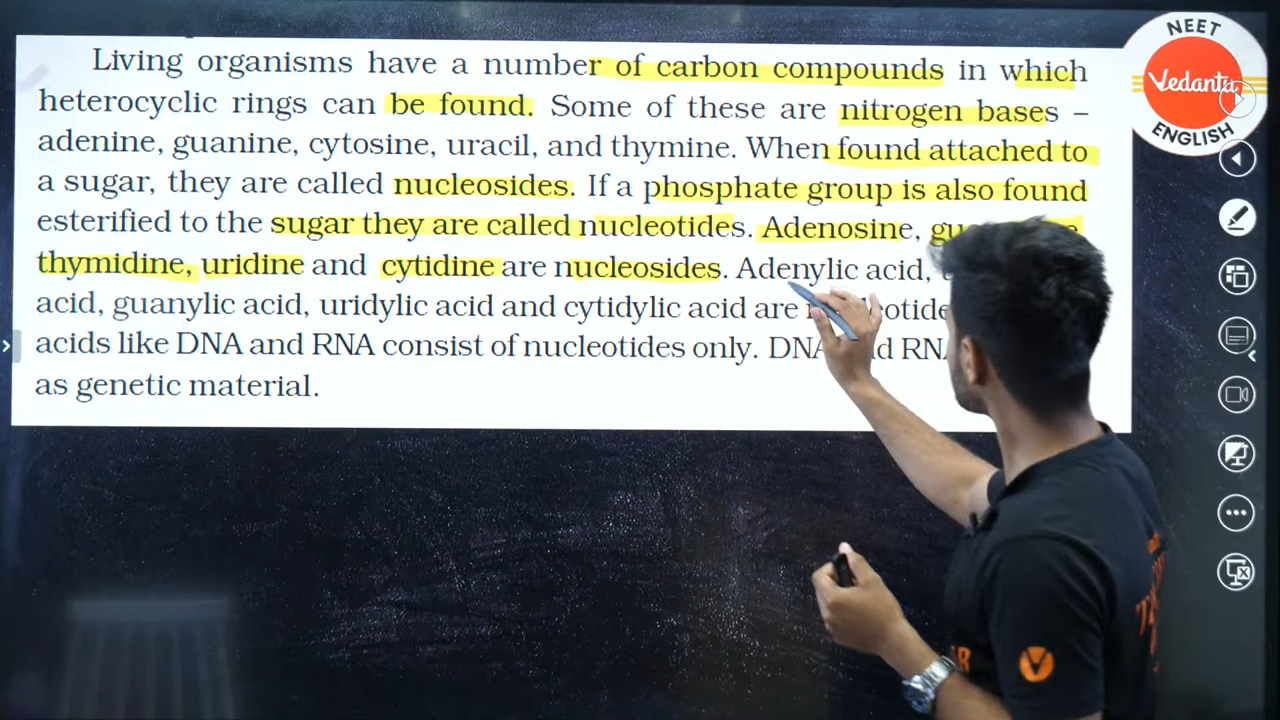 Living organisms have a number of carbon compounds in which
heterocyclic rings can be found. Some of these are nitrogen bases –
adenine, guanine, cytosine, uracil, and thymine. When found attached to
a sugar, they are called nucleosides. If a phosphate group is also found
esterified to the sugar they are called nucleotides. Adenosine,
thymidine, uridine and cytidine are nucleosides. Adenylic acid,
acid, guanylic acid, uridylic acid and cytidylic acid are
acids like DNA and RNA consist of nucleotides only. DNA
as genetic material.
NEET
Vedantu
ENGLISH